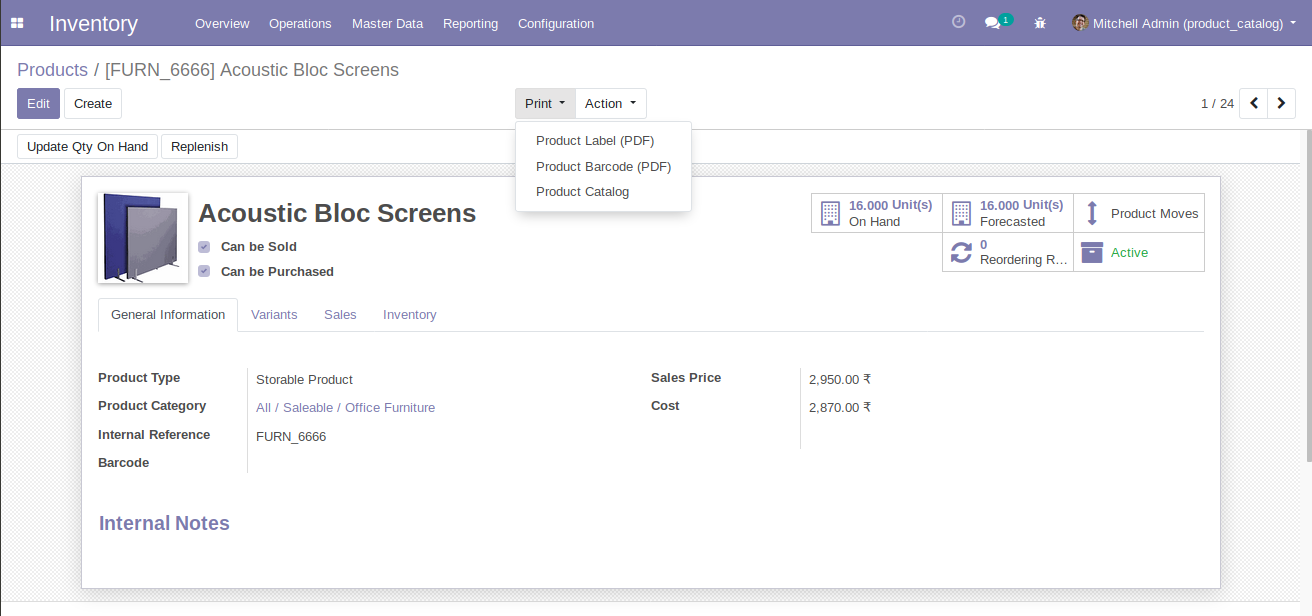 Inventory Overview Operations Master Data Reporting Configuration 1 Mitchell Admin (product_catalog)
Products / [FURN_6666] Acoustic Bloc Screens
Edit Create Print Action 1 / 24
Product Label (PDF)
Product Barcode (PDF)
Product Catalog
Update Qty On Hand Replenish
Acoustic Bloc Screens
Can be Sold
Can be Purchased
16.000 Unit(s)
On Hand
16.000 Unit(s)
Forecasted
Product Moves
0
Reordering R...
Active
General Information Variants Sales Inventory
Product Type Storable Product
Product Category All / Saleable / Office Furniture
Internal Reference FURN_6666
Barcode
Sales Price 2,950.00 ₹
Cost 2,870.00 ₹
Internal Notes